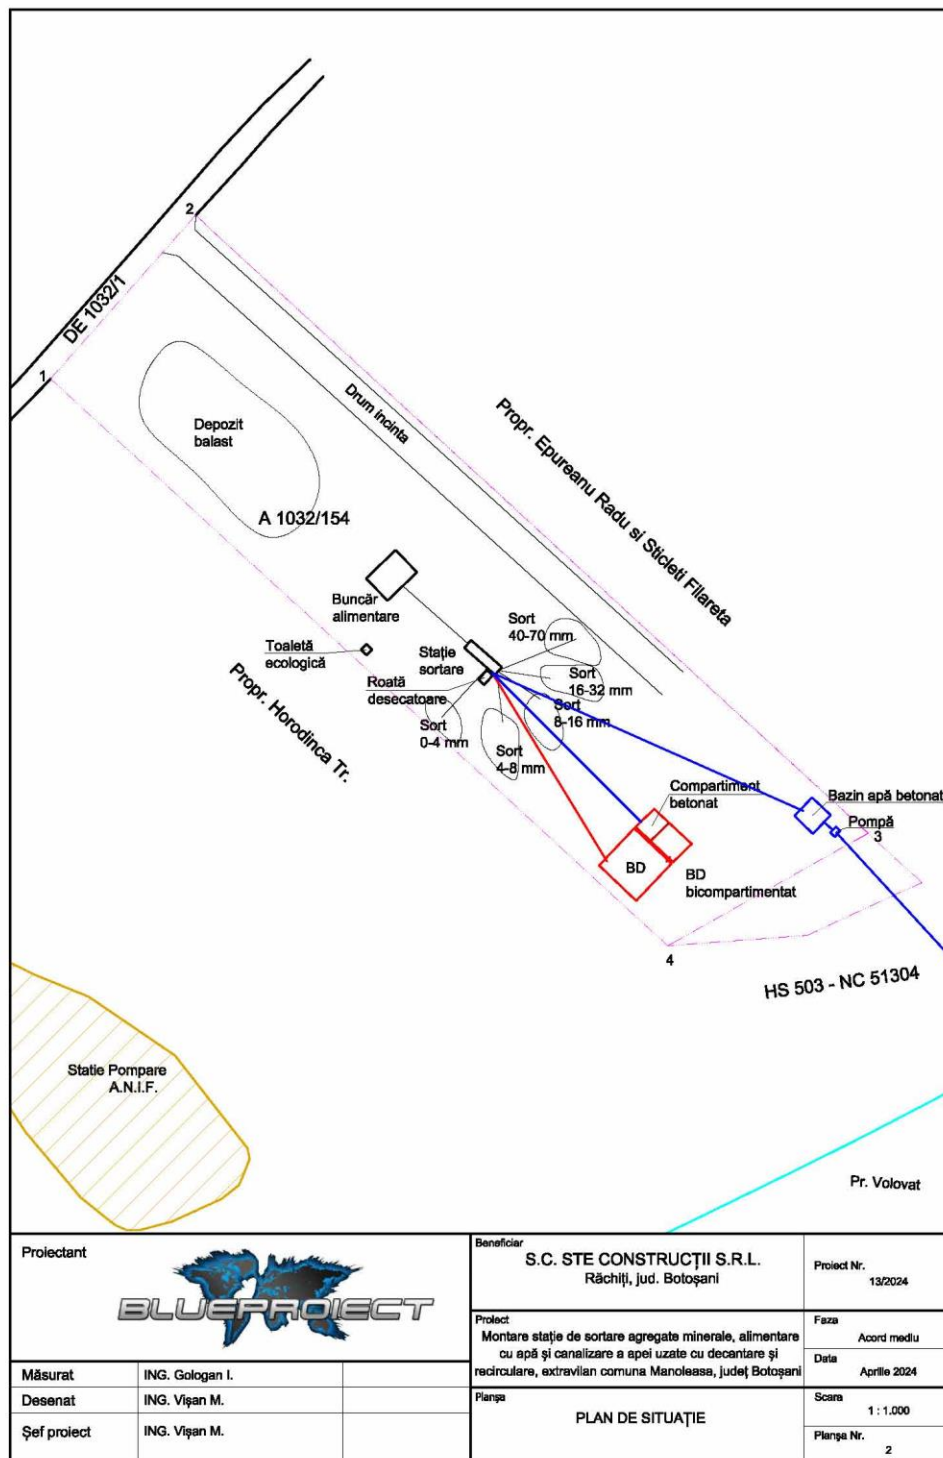 2
DE 1032/1
1
Depozit
balast
Drum incinta
Propr. Epureanu Radu si Sticleti Filareta
A 1032/154
Buncăr
alimentare
Sort
40-70 mm
Toaletă
ecologică
Stație
sortare
Roată
desecatoare
Sort
16-32 mm
Propr. Horodinca Tr.
Sort
0-4 mm
Sort
8-16 mm
Sort
4-8 mm
Compartiment
betonat
Bazin apă betonat
Pompă
3
BD
BD
bicompartimentat
4
HS 503 - NC 51304
Statie Pompare
A.N.I.F.
Pr. Volovat
Proiectant
BLUEPROIECT
Beneficiar
S.C. STE CONSTRUCȚII S.R.L.
Răchiți, jud. Botoșani
Proiect Nr.
13/2024
Proiect
Montare stație de sortare agregate minerale, alimentare
cu apă și canalizare a apei uzate cu decantare și
recirculare, extravilan comuna Manoleasa, județ Botoșani
Faza
Acord mediu
Data
Aprilie 2024
Măsurat ING. Gologan I.
Desenat ING. Vișan M.
Șef proiect ING. Vișan M.
Planșa
PLAN DE SITUAȚIE
Scara
1 : 1.000
Planșa Nr.
2